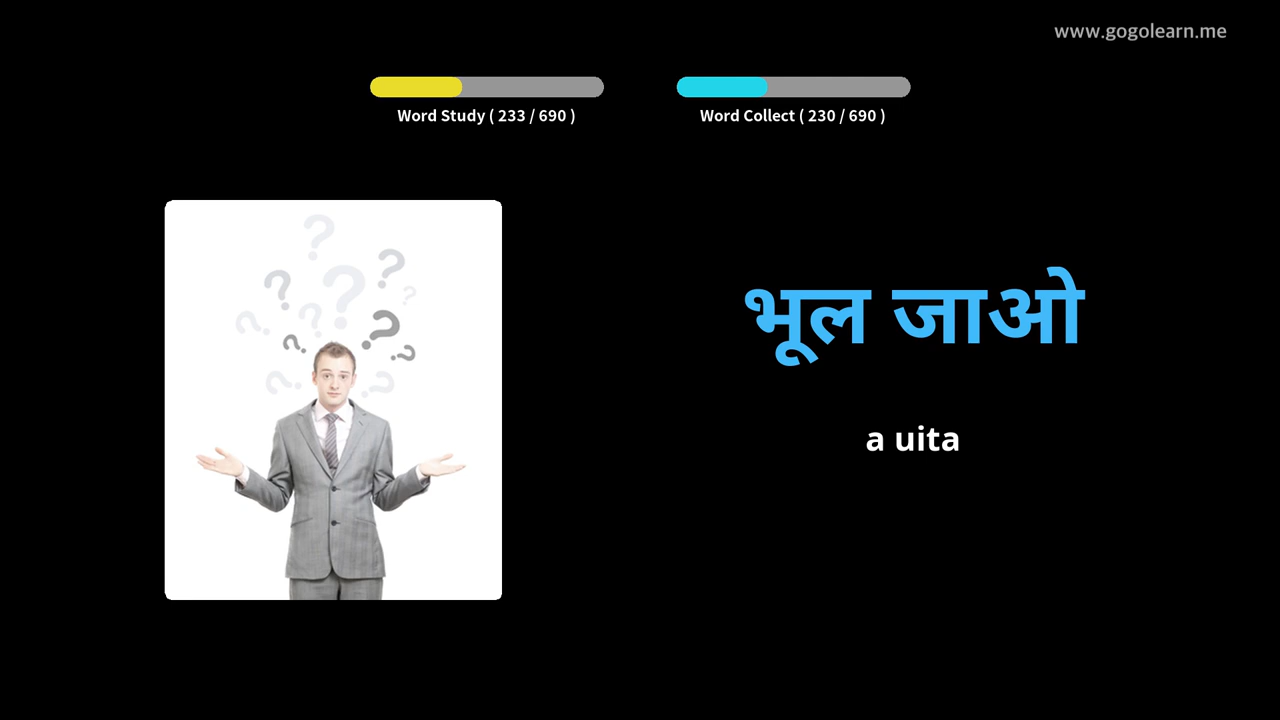 www.gogolearn.me
Word Study ( 233 / 690 )
Word Collect ( 230 / 690 )
भूल जाओ
a uita